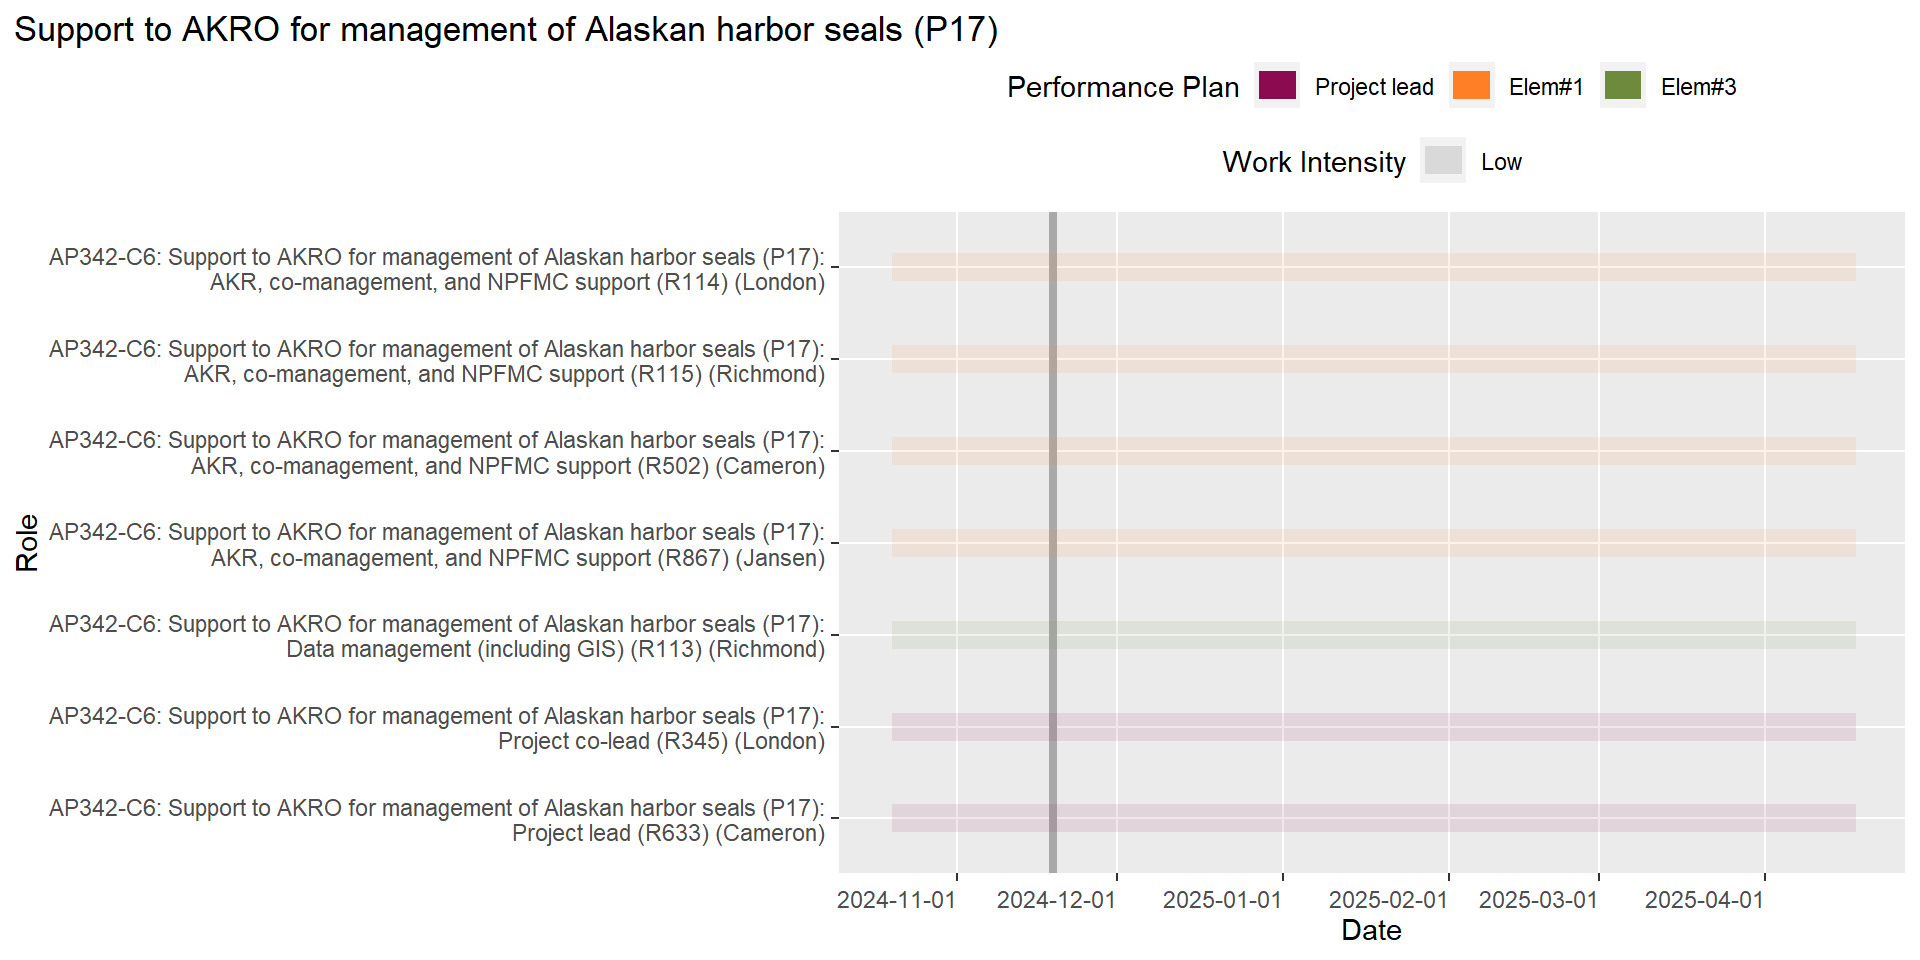 Support to AKRO for management of Alaskan harbor seals (P17)
Performance Plan Project lead Elem#1 Elem#3
Work Intensity Low
AP342-C6: Support to AKRO for management of Alaskan harbor seals (P17):
AKR, co-management, and NPFMC support (R114) (London)
AP342-C6: Support to AKRO for management of Alaskan harbor seals (P17):
AKR, co-management, and NPFMC support (R115) (Richmond)
AP342-C6: Support to AKRO for management of Alaskan harbor seals (P17):
AKR, co-management, and NPFMC support (R502) (Cameron)
AP342-C6: Support to AKRO for management of Alaskan harbor seals (P17):
AKR, co-management, and NPFMC support (R867) (Jansen)
AP342-C6: Support to AKRO for management of Alaskan harbor seals (P17):
Data management (including GIS) (R113) (Richmond)
AP342-C6: Support to AKRO for management of Alaskan harbor seals (P17):
Project co-lead (R345) (London)
AP342-C6: Support to AKRO for management of Alaskan harbor seals (P17):
Project lead (R633) (Cameron)
Role
2024-11-01 2024-12-01 2025-01-01 2025-02-01 2025-03-01 2025-04-01
Date